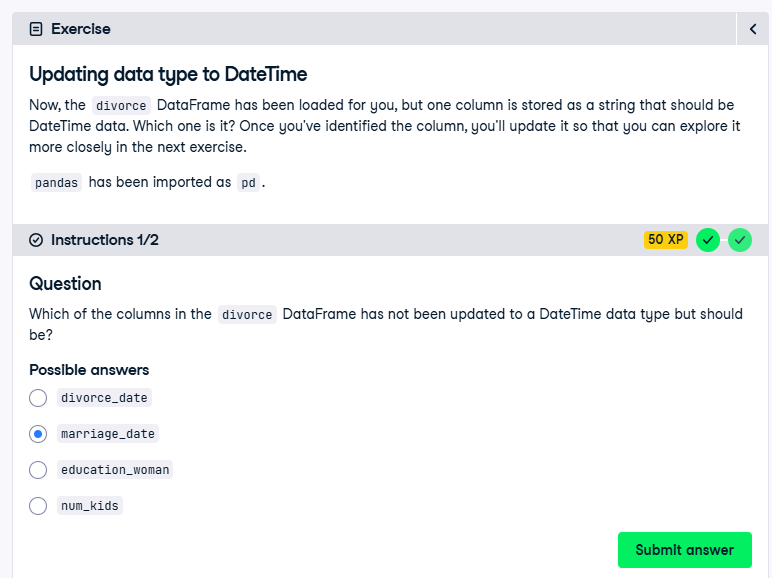 Exercise
Updating data type to DateTime
Now, the divorce DataFrame has been loaded for you, but one column is stored as a string that should be
DateTime data. Which one is it? Once you've identified the column, you'll update it so that you can explore it
more closely in the next exercise.
pandas has been imported as pd.
Instructions 1/2 50 XP
Question
Which of the columns in the divorce DataFrame has not been updated to a DateTime data type but should
be?
Possible answers
divorce_date
marriage_date
education_woman
num_kids
Submit answer